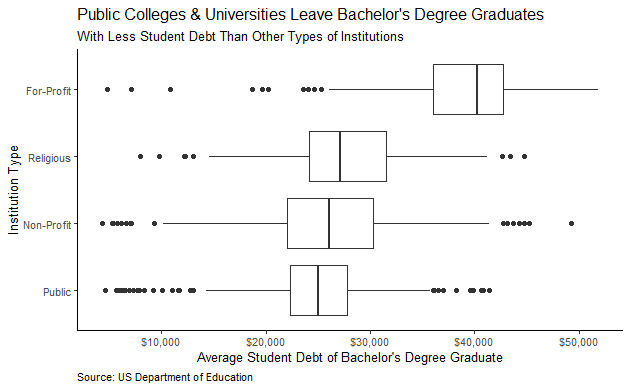 Public Colleges & Universities Leave Bachelor's Degree Graduates
With Less Student Debt Than Other Types of Institutions
Institution Type
For-Profit
Religious
Non-Profit
Public
$10,000 $20,000 $30,000 $40,000 $50,000
Average Student Debt of Bachelor's Degree Graduate
Source: US Department of Education